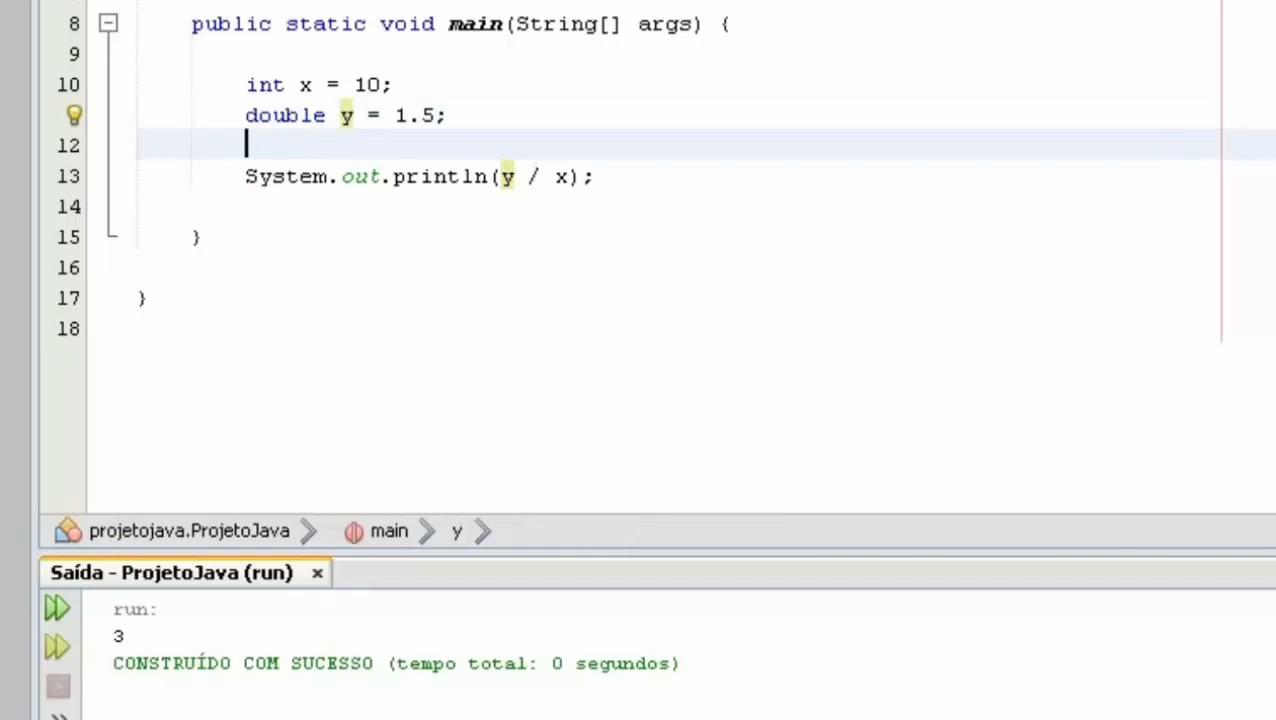 8 public static void main(String[] args) {
9
10 int x = 10;
double y = 1.5;
12
13 System.out.println(y / x);
14
15 }
16
17 }
18
projetojava.ProjetoJava main y
Saída - ProjetoJava (run) x
run:
3
CONSTRUÍDO COM SUCESSO (tempo total: 0 segundos)